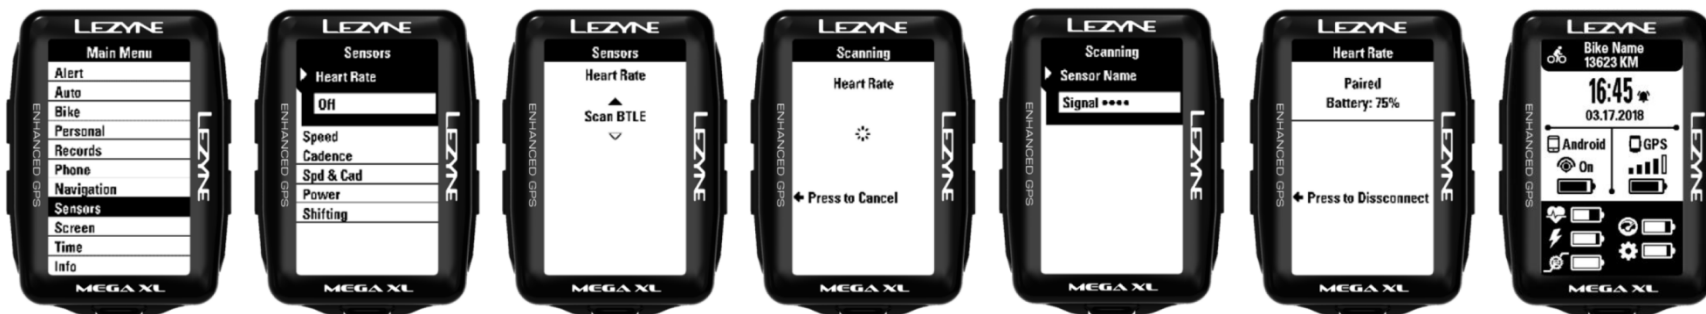 LEZYNE
Main Menu
Alert
Auto
Bike
Personal
Records
Phone
Navigation
Sensors
Screen
Time
Info
ENHANCED GPS
LEZYNE
MEGA XL
LEZYNE
Sensors
Heart Rate
Off
Speed
Cadence
Spd & Cad
Power
Shifting
ENHANCED GPS
LEZYNE
MEGA XL
LEZYNE
Sensors
Heart Rate
Scan BTLE
ENHANCED GPS
LEZYNE
MEGA XL
LEZYNE
Scanning
Heart Rate
Press to Cancel
ENHANCED GPS
LEZYNE
MEGA XL
LEZYNE
Scanning
Sensor Name
Signal
ENHANCED GPS
LEZYNE
MEGA XL
LEZYNE
Heart Rate
Paired
Battery: 75%
Press to Dissconnect
ENHANCED GPS
LEZYNE
MEGA XL
LEZYNE
Bike Name
13623 KM
16:45
03.17.2018
Android GPS
On
ENHANCED GPS
LEZYNE
MEGA XL